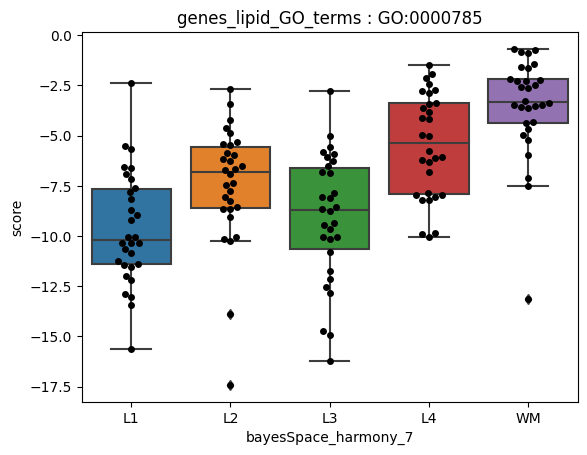 genes_lipid_GO_terms : GO:0000785
0.0
−2.5
−5.0
−7.5
−10.0
−12.5
−15.0
−17.5
score
L1 L2 L3 L4 WM
bayesSpace_harmony_7